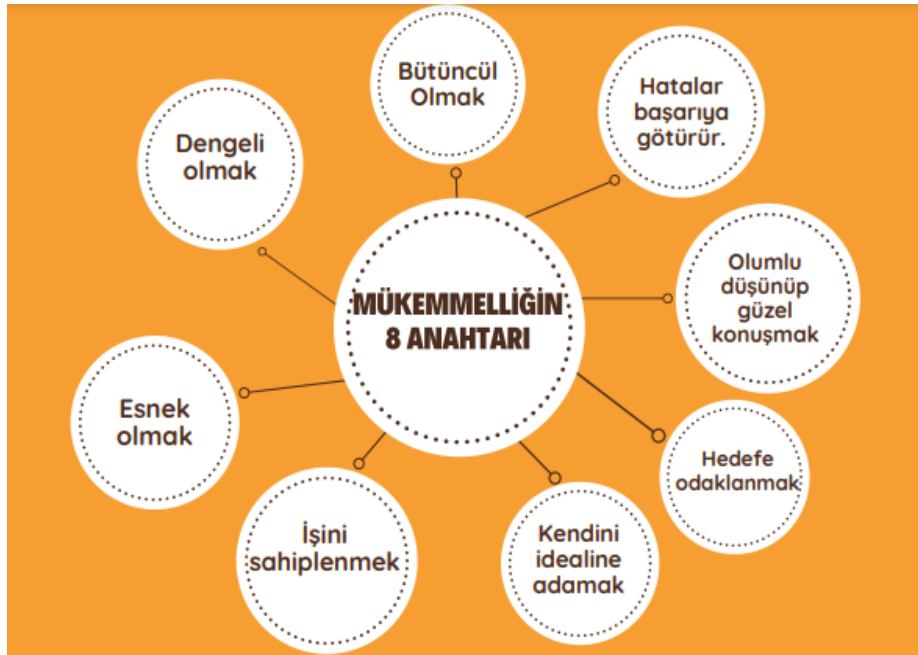 MÜKEMMELLİĞİN
8 ANAHTARI
Bütüncül
Olmak
Hatalar
başarıya
götürür.
Olumlu
düşünüp
güzel
konuşmak
Hedefe
odaklanmak
Kendini
idealine
adamak
İşini
sahiplenmek
Esnek
olmak
Dengeli
olmak